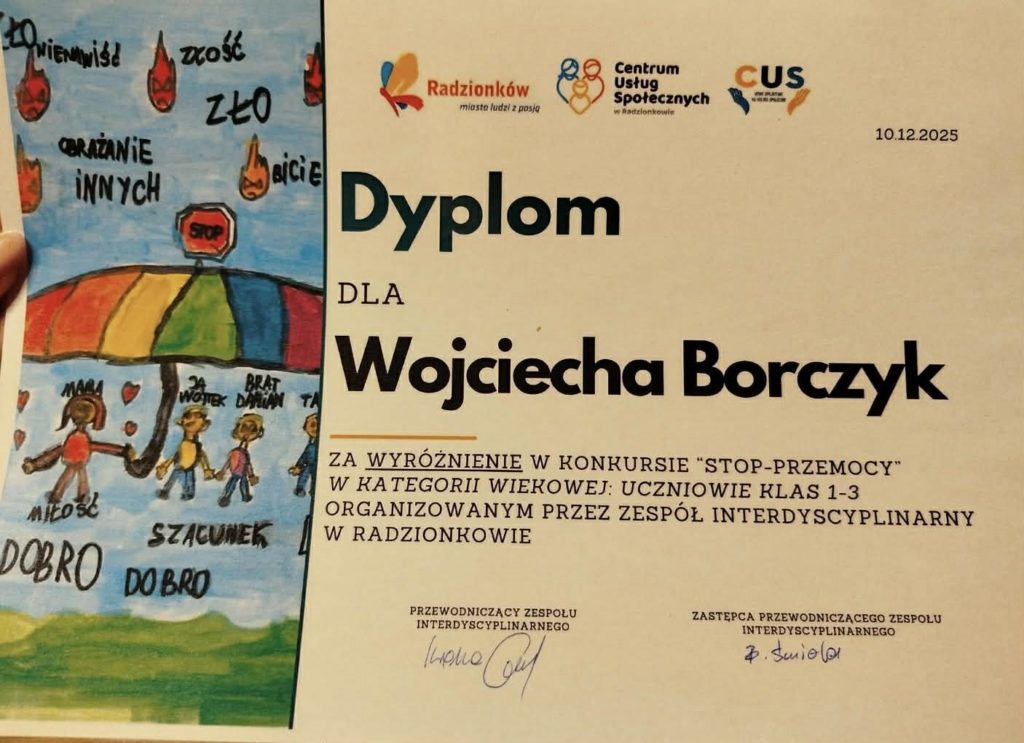 ZŁO
NIENAWIŚĆ
ZŁOŚĆ
ZŁO
OBRAŻANIE
INNYCH
BICIE
STOP
MAMA
JA
WOJTEK
BRAT
DAMIAN
TA
MIŁOŚĆ
SZACUNEK
DOBRO
DOBRO
Radzionków
miasto ludzi z pasją
Centrum
Usług
Społecznych
w Radzionkowie
CUS
10.12.2025
Dyplom
DLA
Wojciecha Borczyk
ZA WYRÓŻNIENIE W KONKURSIE "STOP-PRZEMOCY"
W KATEGORII WIEKOWEJ: UCZNIOWIE KLAS 1-3
ORGANIZOWANYM PRZEZ ZESPÓŁ INTERDYSCYPLINARNY
W RADZIONKOWIE
PRZEWODNICZĄCY ZESPOŁU
INTERDYSCYPLINARNEGO
ZASTĘPCA PRZEWODNICZĄCEGO ZESPOŁU
INTERDYSCYPLINARNEGO